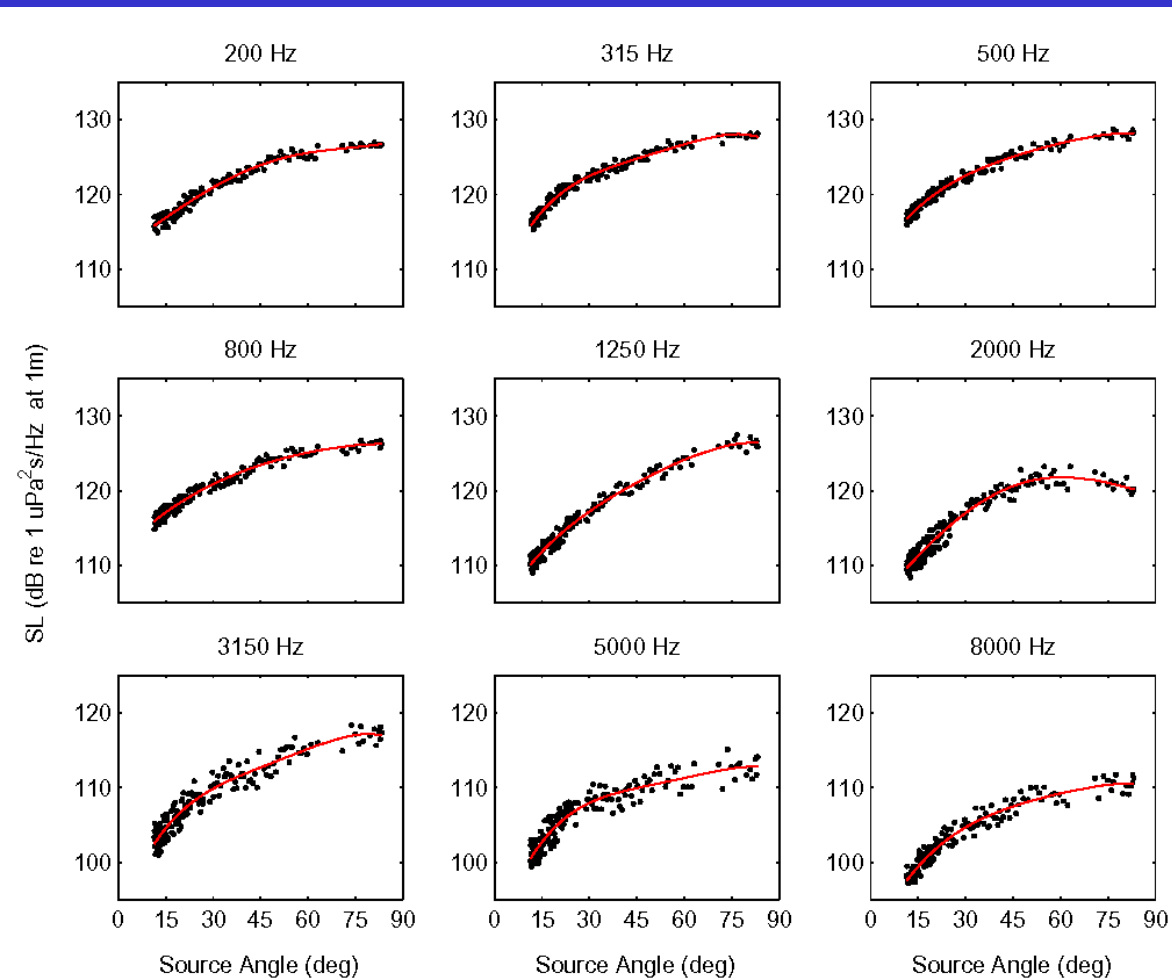 200 Hz 315 Hz 500 Hz
130 130 130
120 120 120
110 110 110
800 Hz 1250 Hz 2000 Hz
130 130 130
120 120 120
110 110 110
SL (dB re 1 uPa²s/Hz at 1m)
3150 Hz 5000 Hz 8000 Hz
120 120 120
110 110 110
100 100 100
0 15 30 45 60 75 90 0 15 30 45 60 75 90 0 15 30 45 60 75 90
Source Angle (deg) Source Angle (deg) Source Angle (deg)